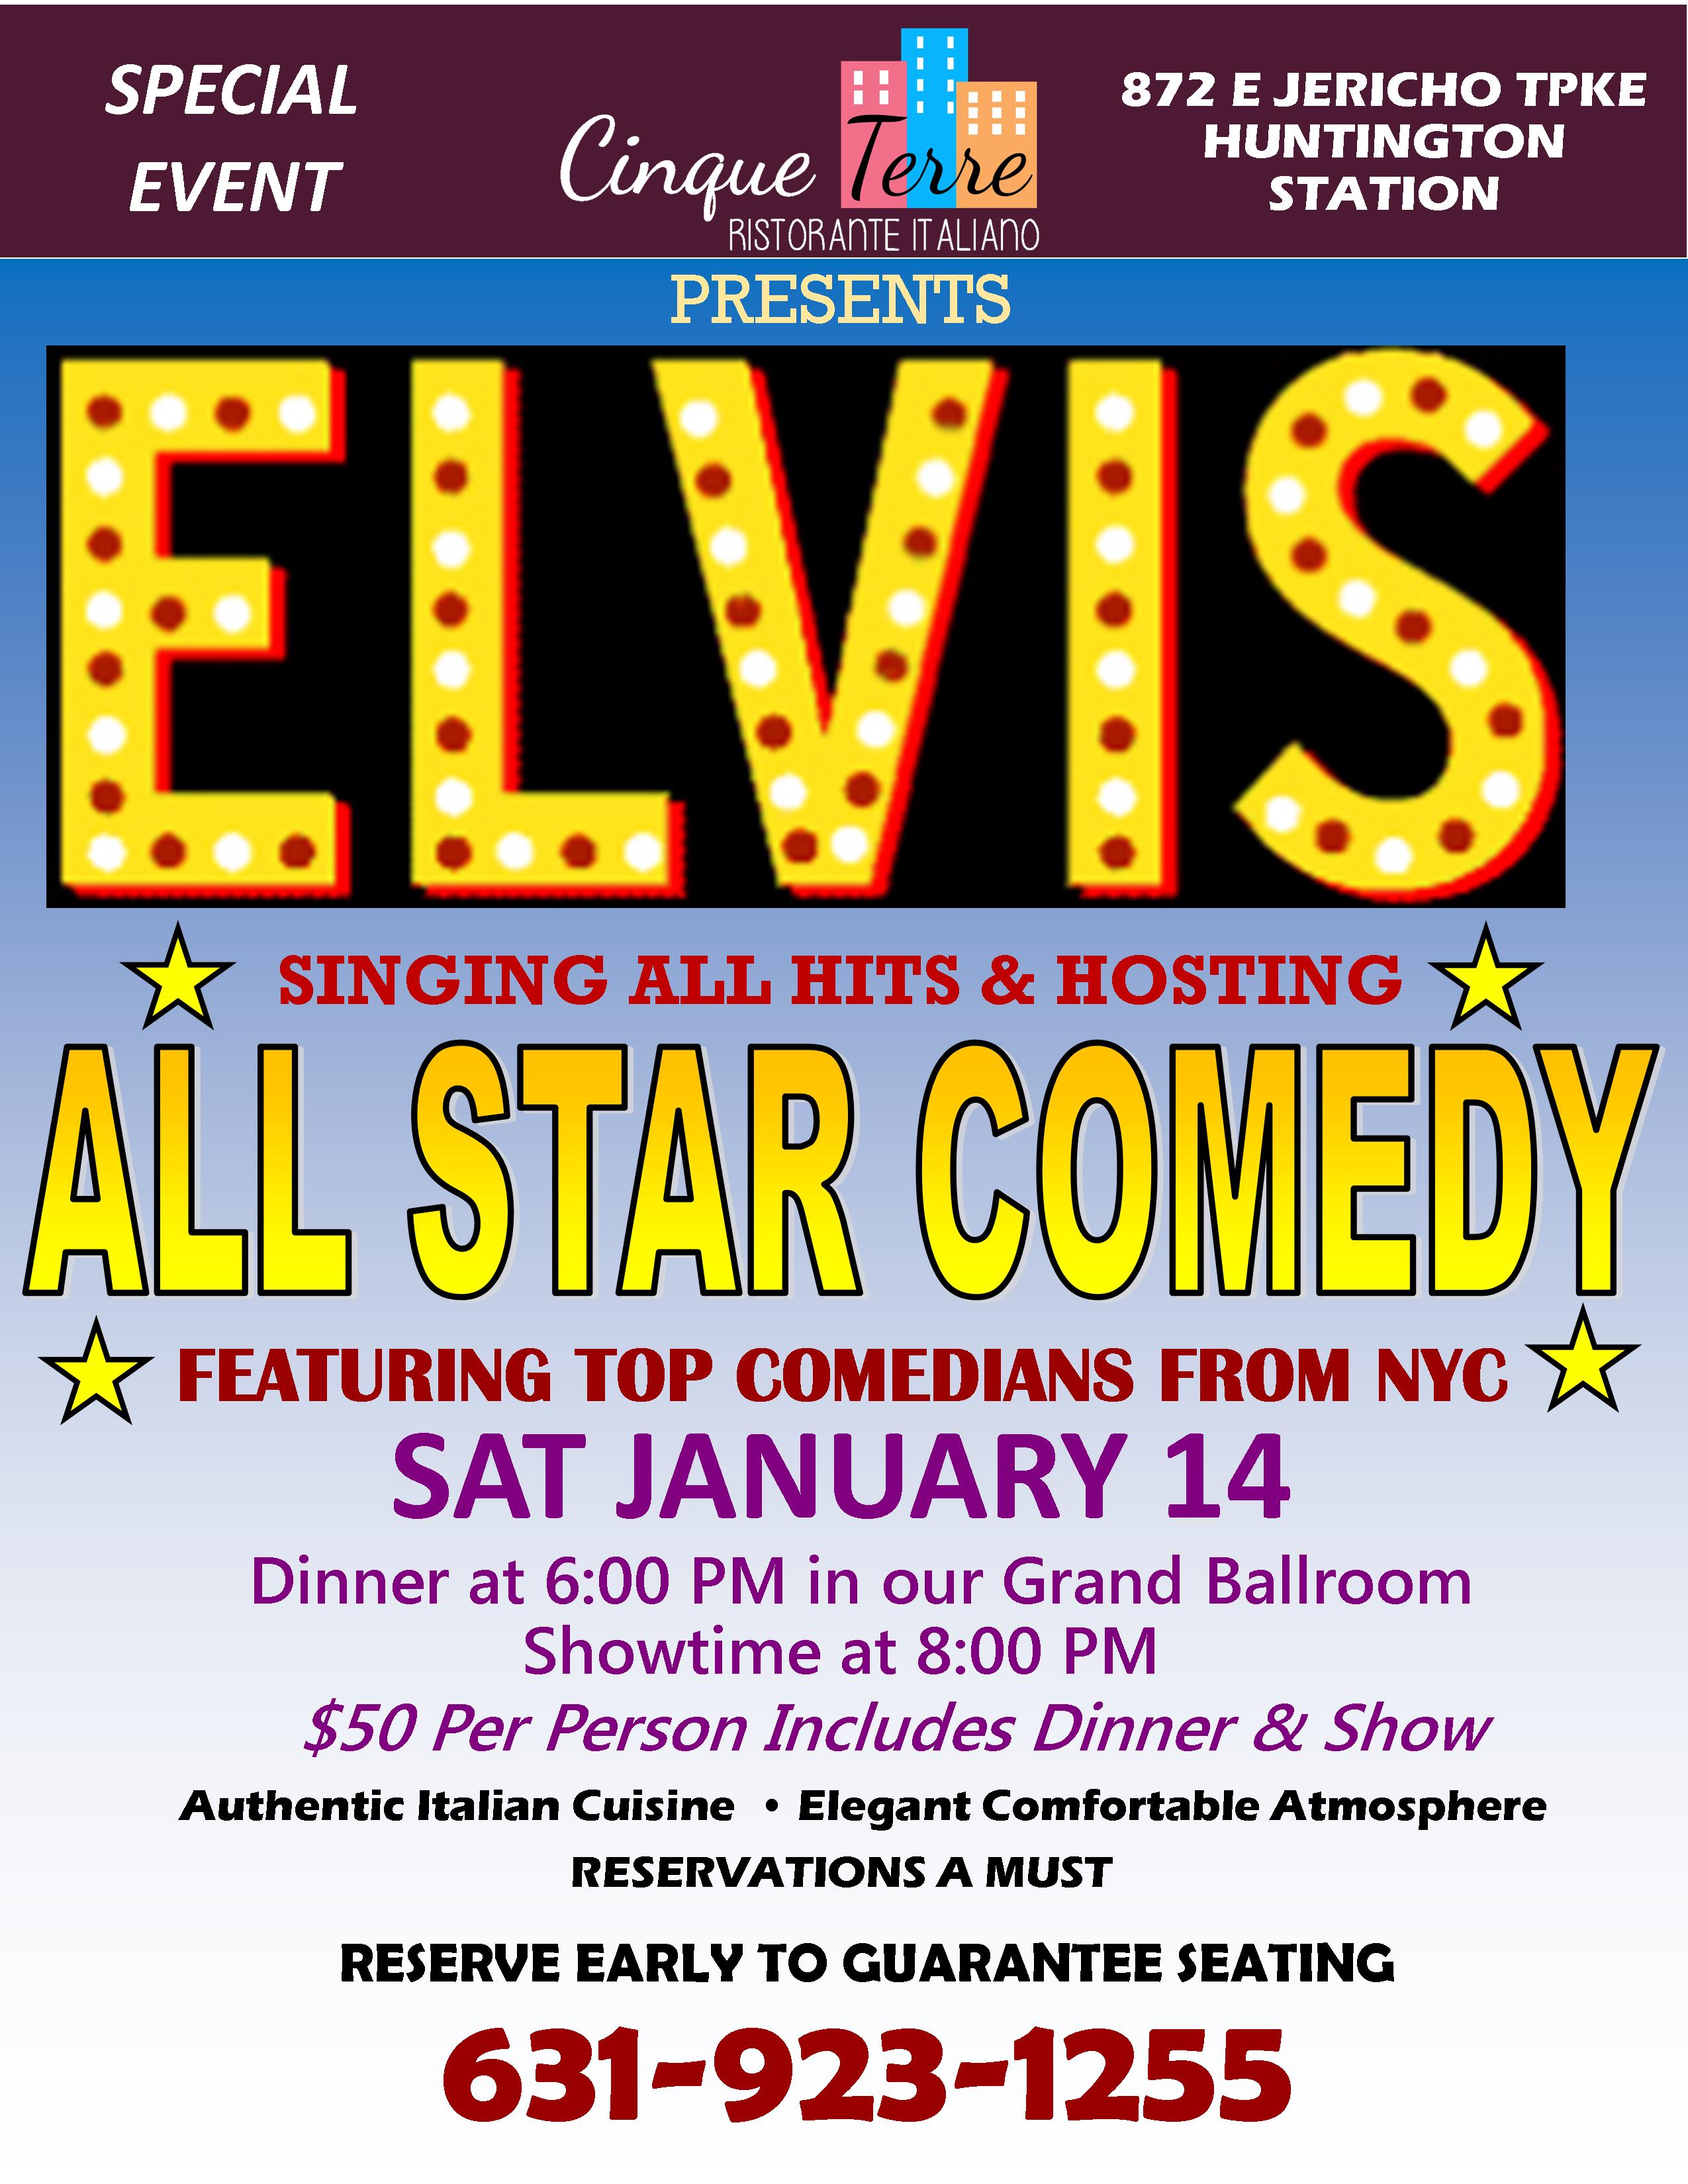 SPECIAL
EVENT
Cinque Terre
RISTORANTE ITALIANO
872 E JERICHO TPKE
HUNTINGTON
STATION
PRESENTS
ELVIS
SINGING ALL HITS & HOSTING
ALL STAR COMEDY
FEATURING TOP COMEDIANS FROM NYC
SAT JANUARY 14
Dinner at 6:00 PM in our Grand Ballroom
Showtime at 8:00 PM
$50 Per Person Includes Dinner & Show
Authentic Italian Cuisine • Elegant Comfortable Atmosphere
RESERVATIONS A MUST
RESERVE EARLY TO GUARANTEE SEATING
631-923-1255